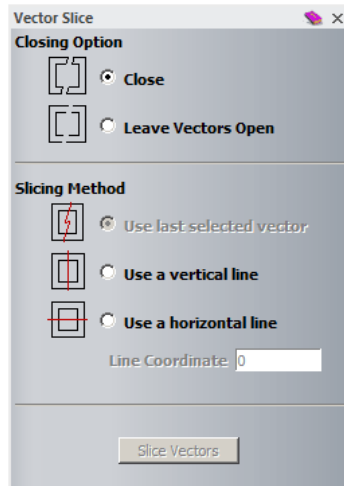 Vector Slice
Closing Option
Close
Leave Vectors Open
Slicing Method
Use last selected vector
Use a vertical line
Use a horizontal line
Line Coordinate 0
Slice Vectors